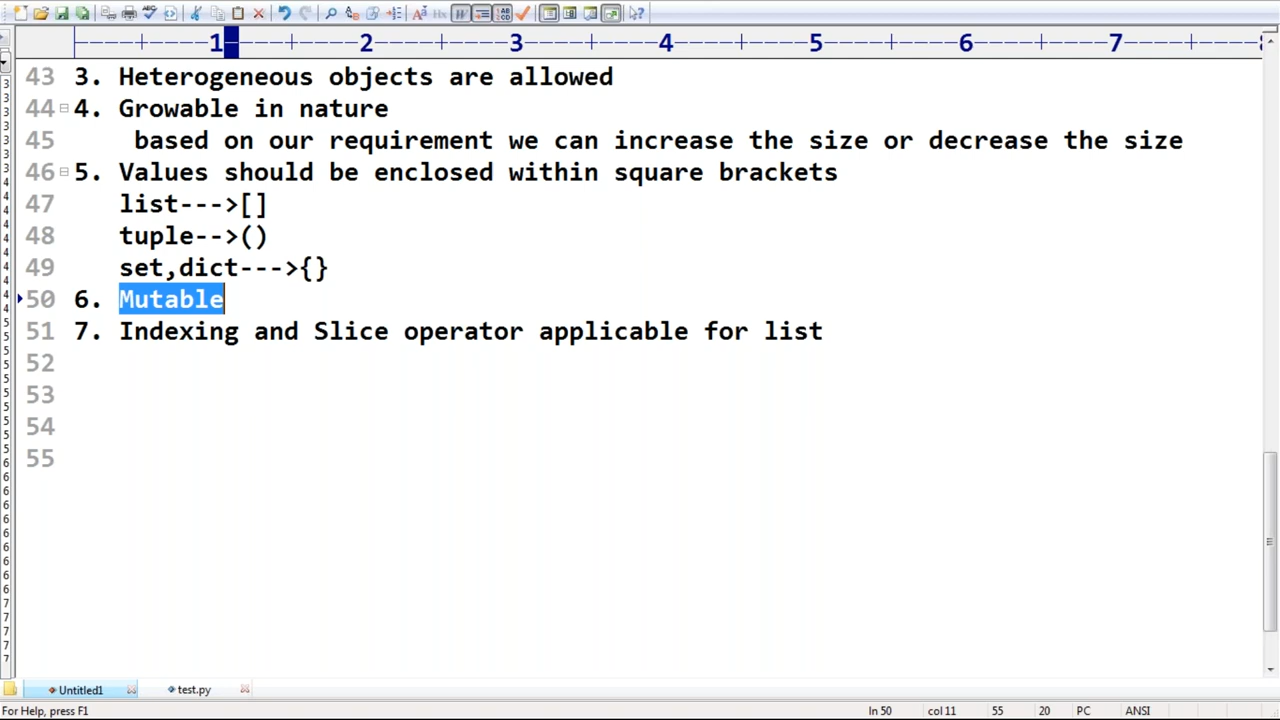 1 2 3 4 5 6 7
43 3. Heterogeneous objects are allowed
44 4. Growable in nature
45 based on our requirement we can increase the size or decrease the size
46 5. Values should be enclosed within square brackets
47 list--->[]
48 tuple-->()
49 set,dict--->{}
50 6. Mutable
51 7. Indexing and Slice operator applicable for list
52
53
54
55
Untitled1 test.py
For Help, press F1 ln 50 col 11 55 20 PC ANSI